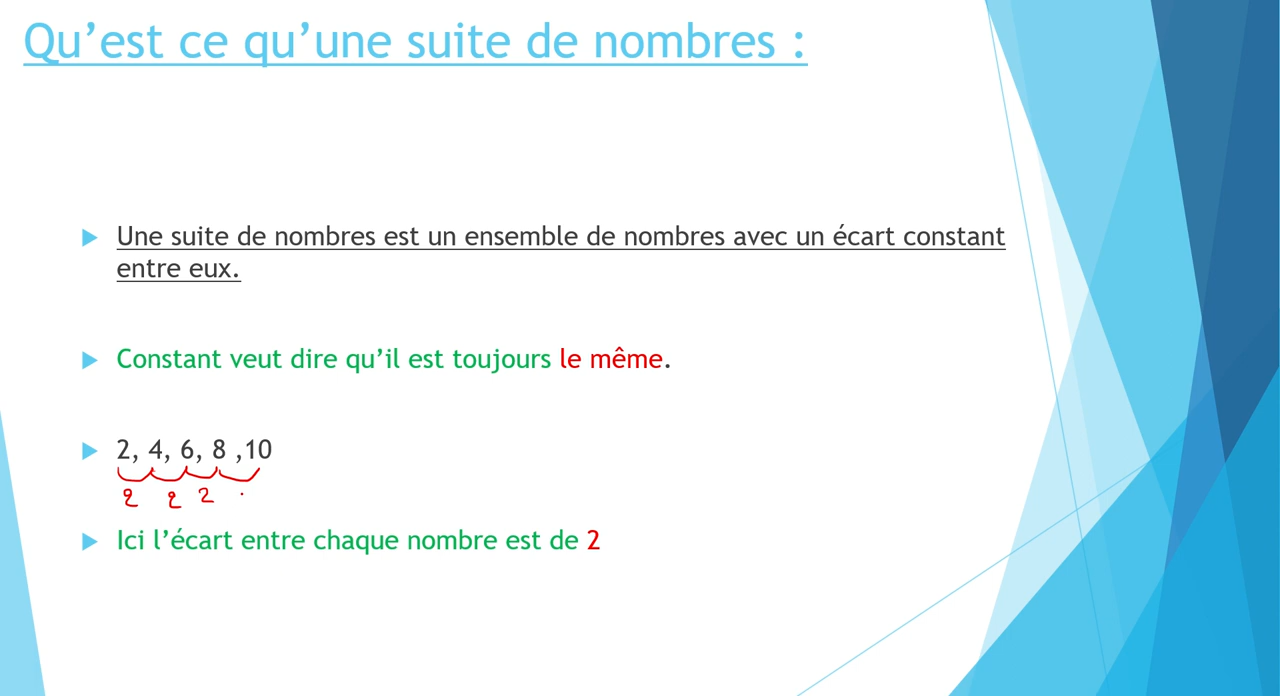 Qu’est ce qu’une suite de nombres :
Une suite de nombres est un ensemble de nombres avec un écart constant
entre eux.
Constant veut dire qu’il est toujours le même.
2, 4, 6, 8 ,10
2 2 2
Ici l’écart entre chaque nombre est de 2